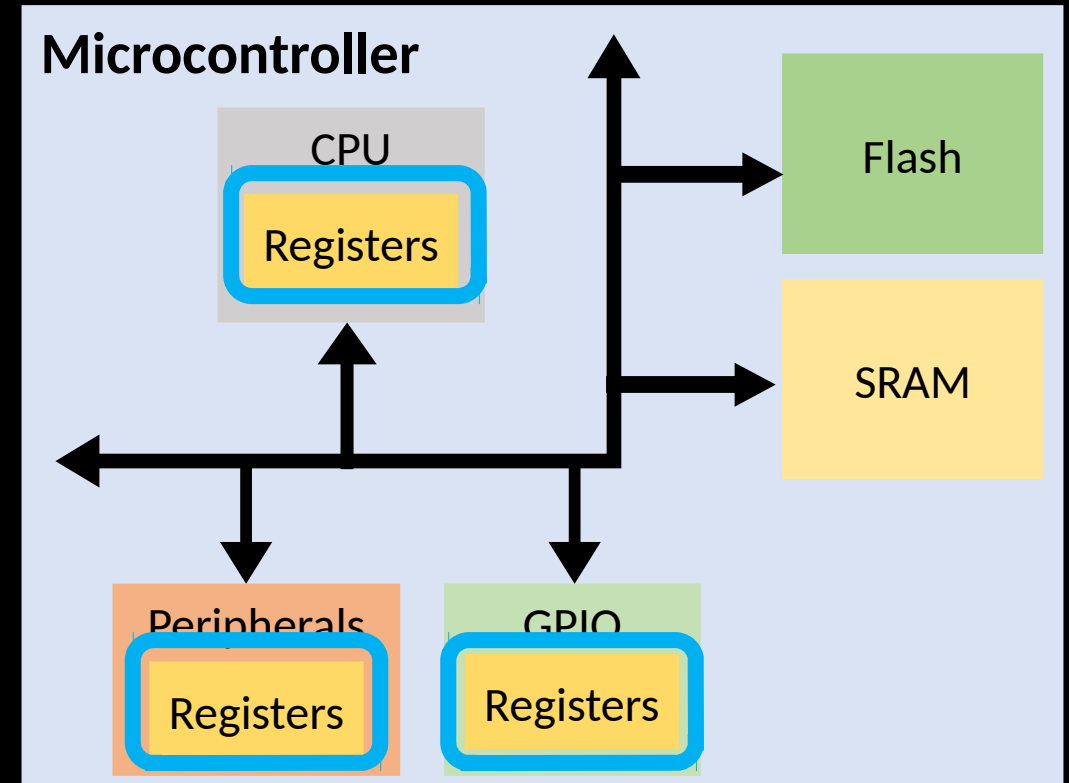 Microcontroller
CPU
Registers
Flash
SRAM
Peripherals
Registers
GPIO
Registers